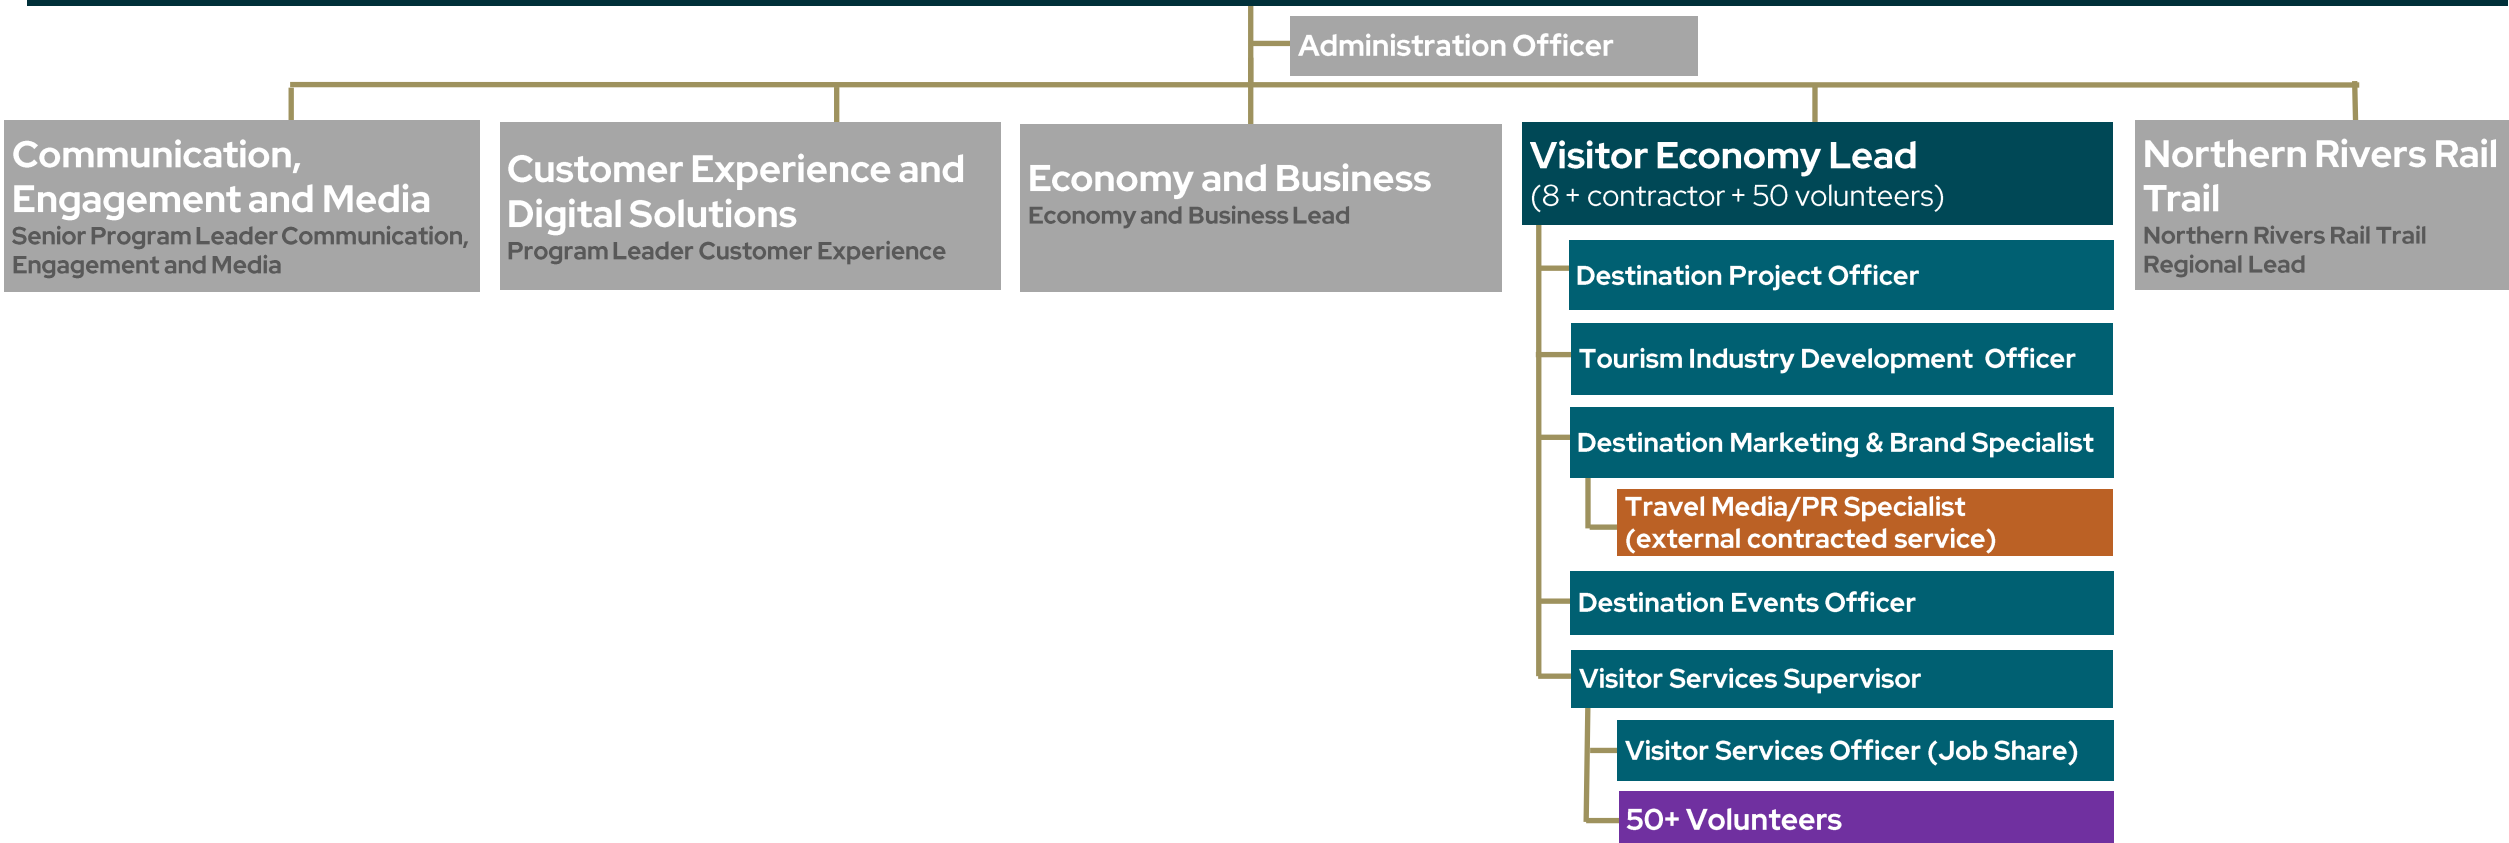 Administration Officer
Communication,
Engagement and Media
Senior Program Leader Communication,
Engagement and Media
Customer Experience and
Digital Solutions
Program Leader Customer Experience
Economy and Business
Economy and Business Lead
Visitor Economy Lead
(8 + contractor + 50 volunteers)
Destination Project Officer
Tourism Industry Development Officer
Destination Marketing & Brand Specialist
Travel Media/PR Specialist
(external contracted service)
Destination Events Officer
Visitor Services Supervisor
Visitor Services Officer (Job Share)
50+ Volunteers
Northern Rivers Rail
Trail
Northern Rivers Rail Trail
Regional Lead